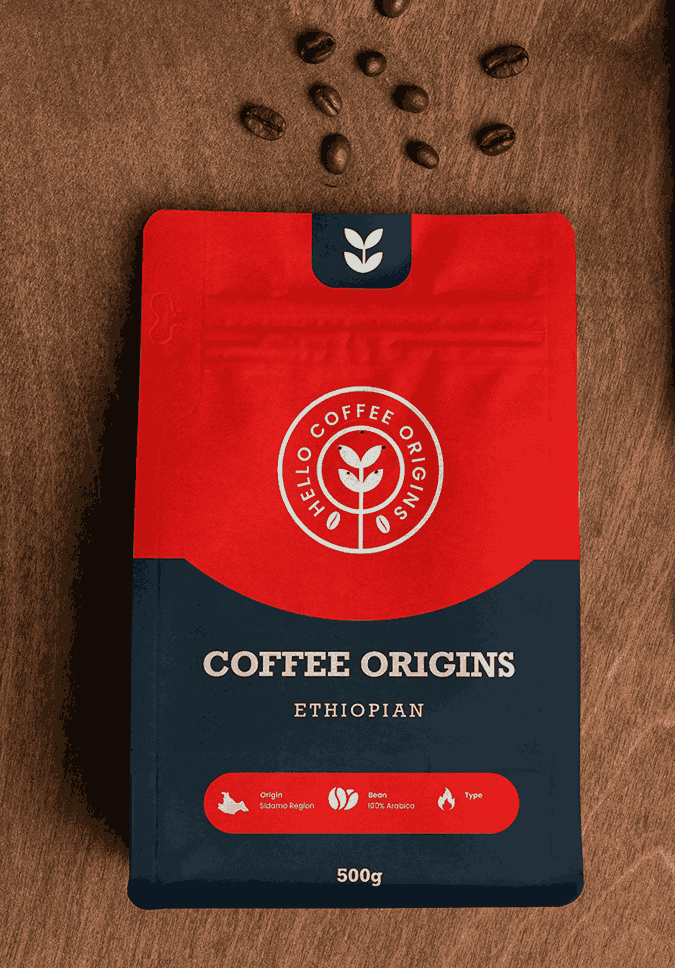 HELLO COFFEE ORIGINS
COFFEE ORIGINS
ETHIOPIAN
Origin
Sidamo Region
Bean
100% Arabica
Type
500g